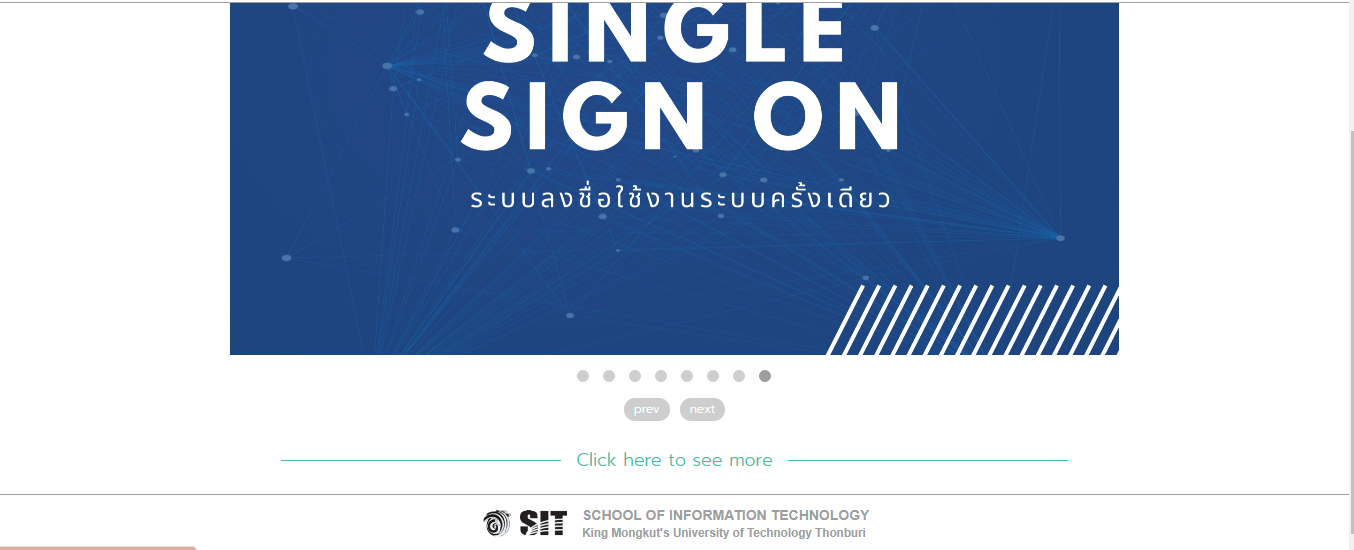 SINGLE
SIGN ON
ระบบลงชื่อใช้งานระบบครั้งเดียว
prev next
Click here to see more
SIT
SCHOOL OF INFORMATION TECHNOLOGY
King Mongkut's University of Technology Thonburi